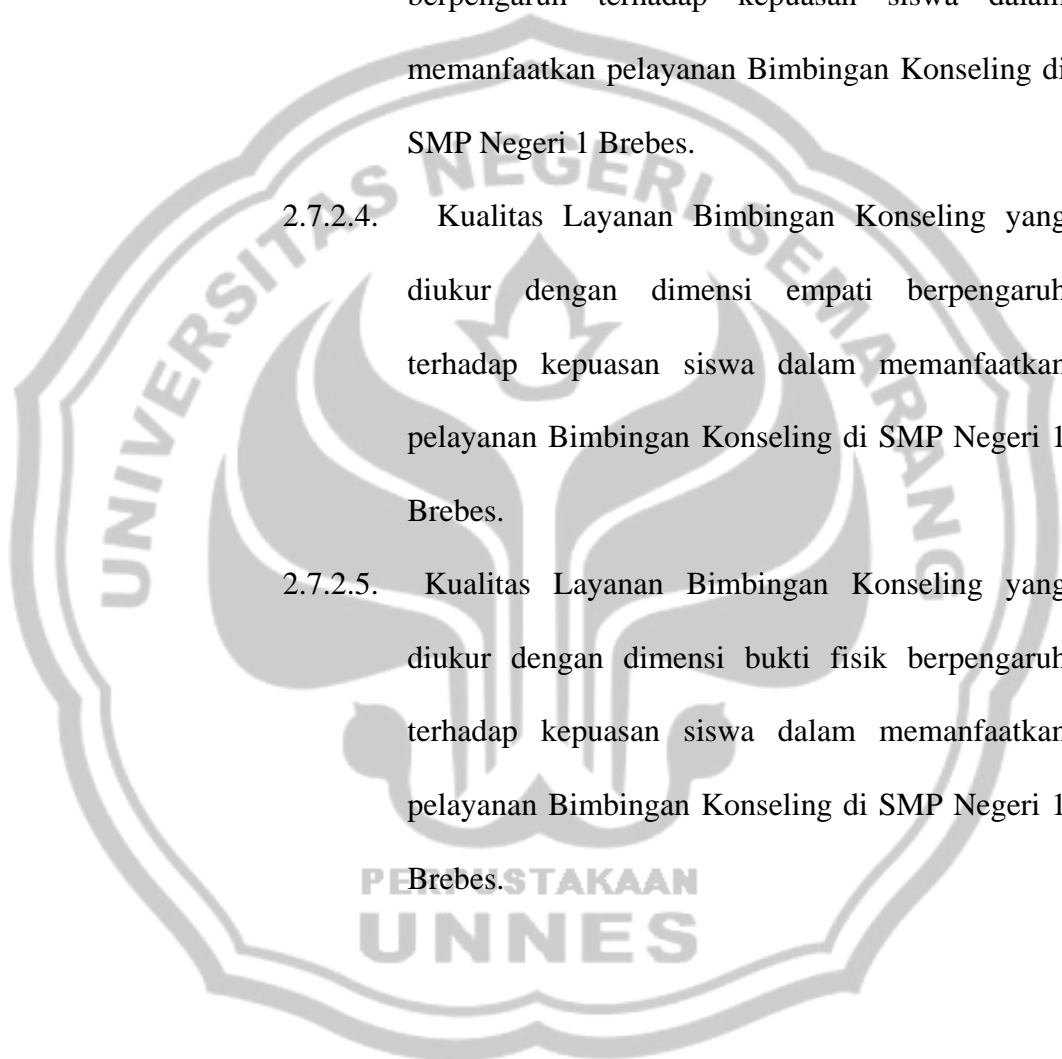 berpengaruh terhadap kepuasan siswa dalam
memanfaatkan pelayanan Bimbingan Konseling di
SMP Negeri 1 Brebes.
2.7.2.4. Kualitas Layanan Bimbingan Konseling yang
diukur dengan dimensi empati berpengaruh
terhadap kepuasan siswa dalam memanfaatkan
pelayanan Bimbingan Konseling di SMP Negeri 1
Brebes.
2.7.2.5. Kualitas Layanan Bimbingan Konseling yang
diukur dengan dimensi bukti fisik berpengaruh
terhadap kepuasan siswa dalam memanfaatkan
pelayanan Bimbingan Konseling di SMP Negeri 1
Brebes.
UNIVERSITAS NEGERI SEMARANG
PERPUSTAKAAN
UNNES